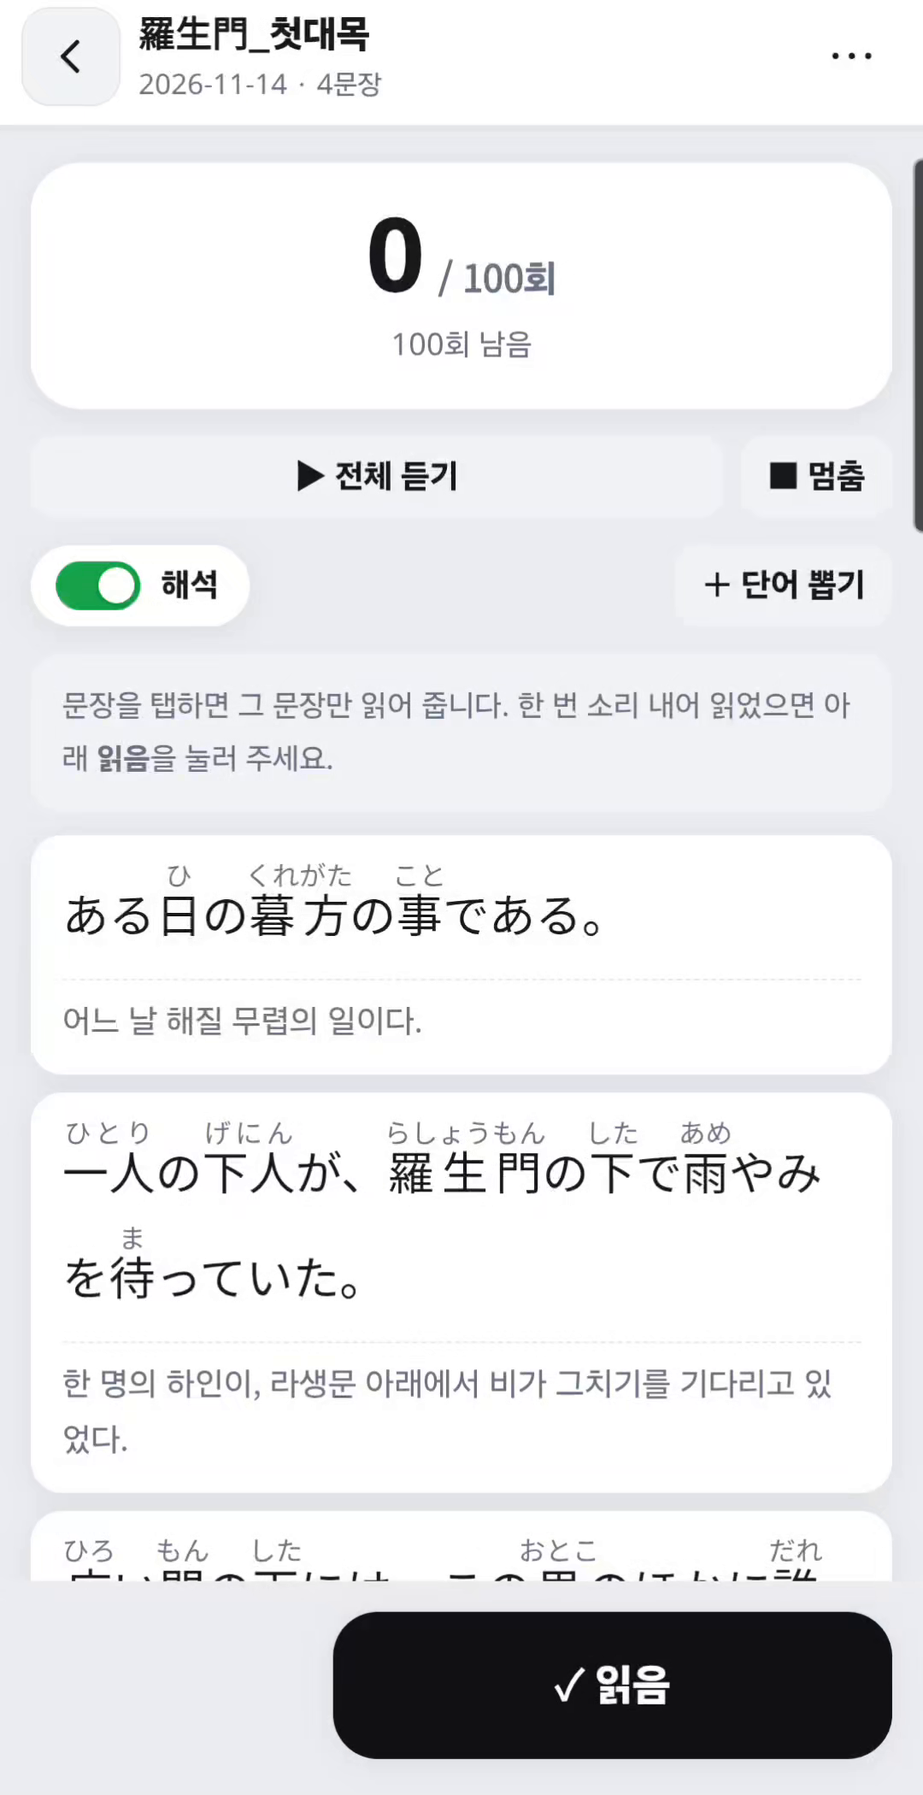 羅生門_첫대목
2026-11-14 · 4문장
0 / 100회
100회 남음
▶ 전체 듣기
■ 멈춤
해석
+ 단어 뽑기
문장을 탭하면 그 문장만 읽어 줍니다. 한 번 소리 내어 읽었으면 아
래 읽음을 눌러 주세요.
ひ くれがた こと
ある日の暮方の事である。
어느 날 해질 무렵의 일이다.
ひとり げにん らしょうもん した あめ
一人の下人が、羅生門の下で雨やみ
ま
を待っていた。
한 명의 하인이, 라생문 아래에서 비가 그치기를 기다리고 있
었다.
ひろ もん した おとこ だれ
✓ 읽음